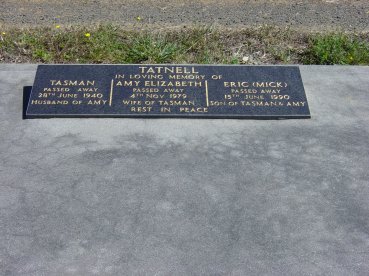 TATNELL
IN LOVING MEMORY OF
TASMAN AMY ELIZABETH ERIC (MICK)
PASSED AWAY PASSED AWAY PASSED AWAY
28TH JUNE 1940 4TH NOV 1979 15TH JUNE 1990
HUSBAND OF AMY WIFE OF TASMAN SON OF TASMAN & AMY
REST IN PEACE